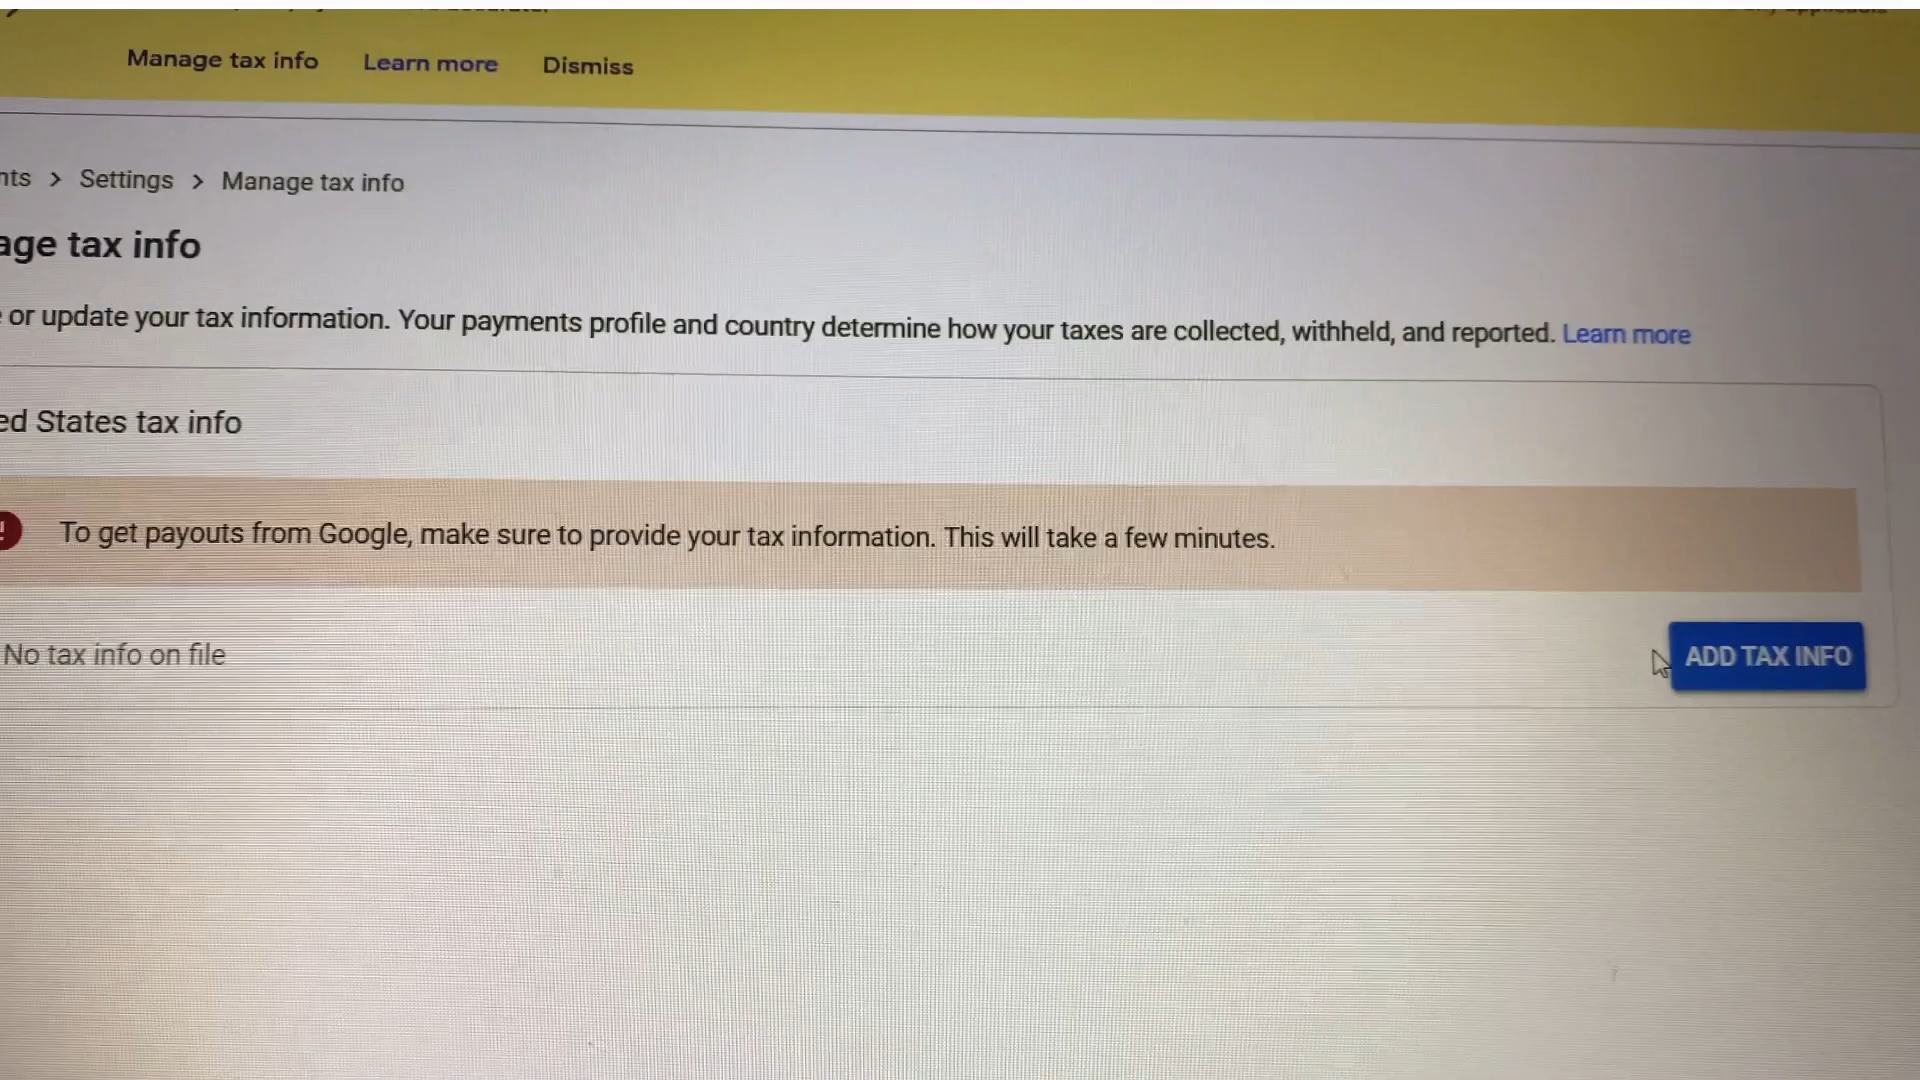 Manage tax info Learn more Dismiss
nts > Settings > Manage tax info
age tax info
or update your tax information. Your payments profile and country determine how your taxes are collected, withheld, and reported. Learn more
ed States tax info
! To get payouts from Google, make sure to provide your tax information. This will take a few minutes.
No tax info on file
ADD TAX INFO